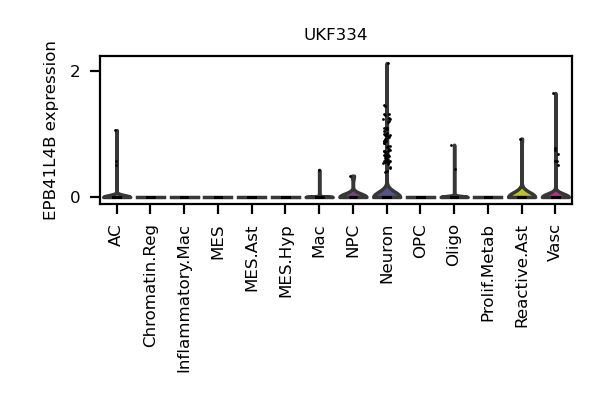 UKF334
EPB41L4B expression
2
0
AC
Chromatin.Reg
Inflammatory.Mac
MES
MES.Ast
MES.Hyp
Mac
NPC
Neuron
OPC
Oligo
Prolif.Metab
Reactive.Ast
Vasc